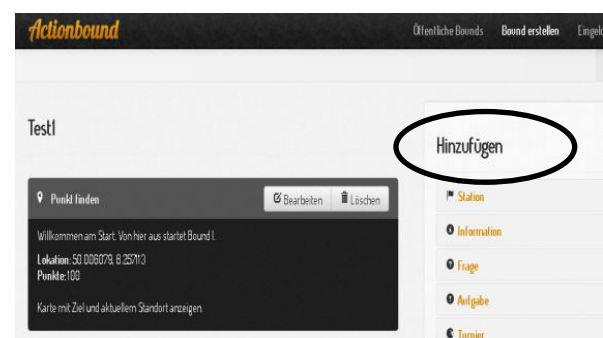 Actionbound
Öffentliche Bounds Bound erstellen
Test1
Hinzufügen
Punkt finden Bearbeiten Löschen
Station
Willkommen am Start. Von hier aus startet Bound 1.
Information
Lokation: 50.006079, 8.257113
Punkte: 100
Frage
Karte mit Ziel und aktuellem Standort anzeigen.
Aufgabe
Turnier